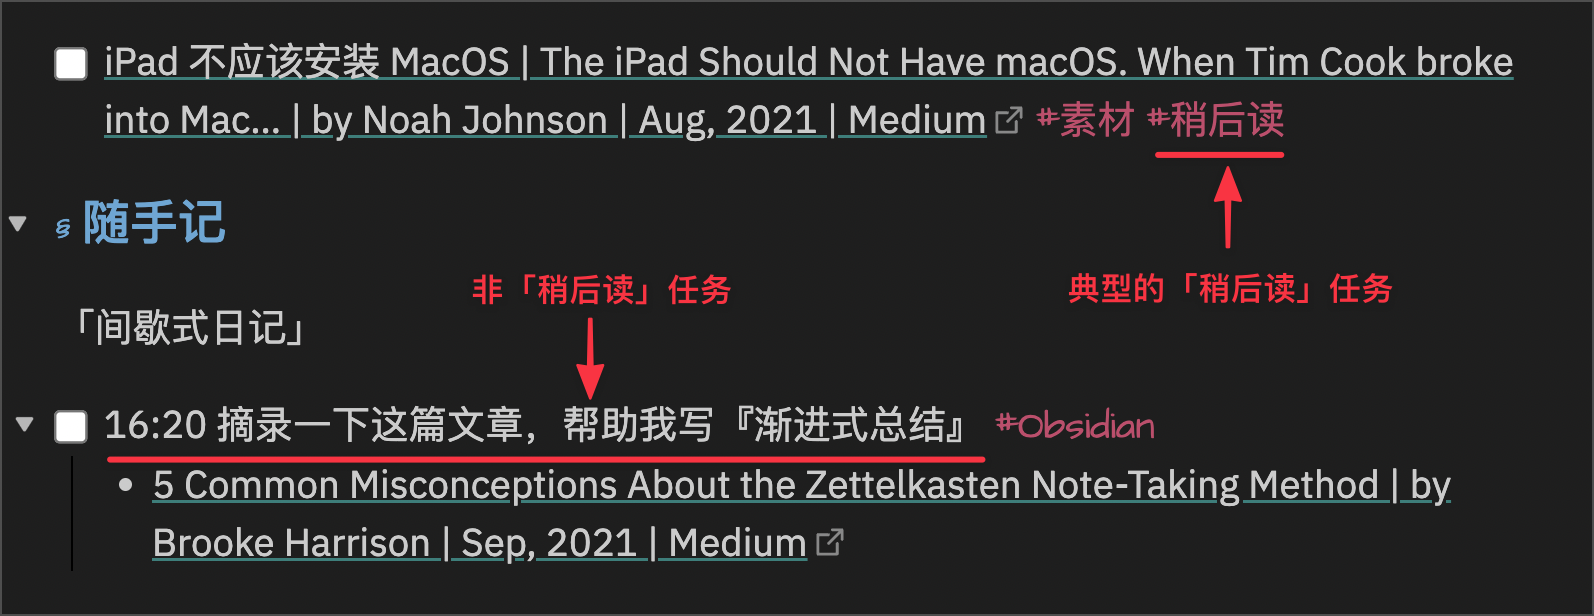 iPad 不应该安装 MacOS | The iPad Should Not Have macOS. When Tim Cook broke
into Mac... | by Noah Johnson | Aug, 2021 | Medium #素材 #稍后读
随手记
非「稍后读」任务
典型的「稍后读」任务
「间歇式日记」
16:20 摘录一下这篇文章，帮助我写『渐进式总结』 #Obsidian
5 Common Misconceptions About the Zettelkasten Note-Taking Method | by
Brooke Harrison | Sep, 2021 | Medium